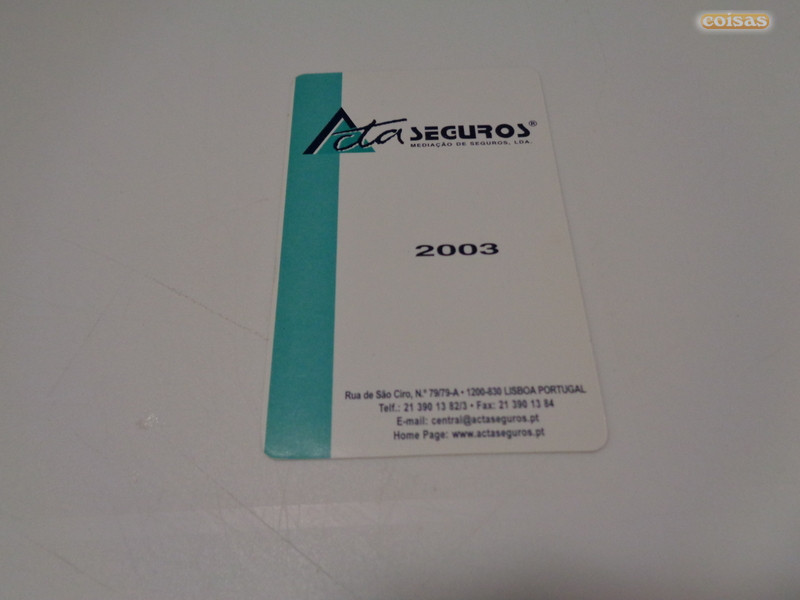 coisas
Acta SEGUROS®
MEDIAÇÃO DE SEGUROS, LDA.
2003
Rua de São Ciro, N.º 79/79-A • 1200-830 LISBOA PORTUGAL
Telf.: 21 390 13 82/3 • Fax: 21 390 13 84
E-mail: central@actaseguros.pt
Home Page: www.actaseguros.pt